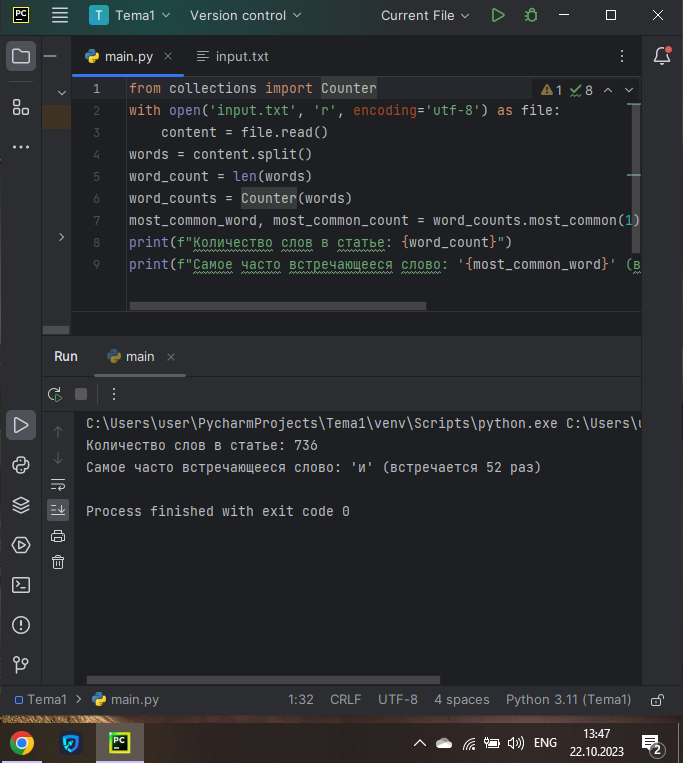 PC
T Tema1 Version control Current File
main.py input.txt
1 from collections import Counter 1 8
2 with open('input.txt', 'r', encoding='utf-8') as file:
3 content = file.read()
4 words = content.split()
5 word_count = len(words)
6 word_counts = Counter(words)
7 most_common_word, most_common_count = word_counts.most_common(1)
8 print(f"Количество слов в статье: {word_count}")
9 print(f"Самое часто встречающееся слово: '{most_common_word}' (в
Run main
C:\Users\user\PycharmProjects\Tema1\venv\Scripts\python.exe C:\Users\u
Количество слов в статье: 736
Самое часто встречающееся слово: 'и' (встречается 52 раз)
Process finished with exit code 0
Tema1 main.py 1:32 CRLF UTF-8 4 spaces Python 3.11 (Tema1)
PC ENG 13:47
22.10.2023 2